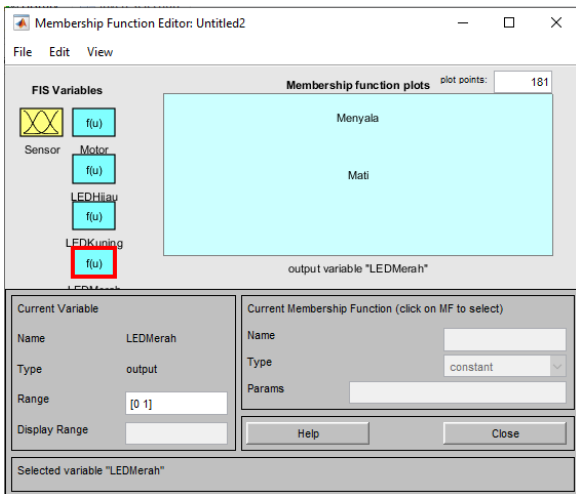 Membership Function Editor: Untitled2
File Edit View
FIS Variables
Membership function plots
plot points:
181
f(u)
Sensor
Motor
f(u)
LEDHijau
f(u)
LEDKuning
f(u)
LEDMerah
Menyala
Mati
output variable "LEDMerah"
Current Variable
Name LEDMerah
Type output
Range [0 1]
Display Range
Current Membership Function (click on MF to select)
Name
Type constant
Params
Help
Close
Selected variable "LEDMerah"